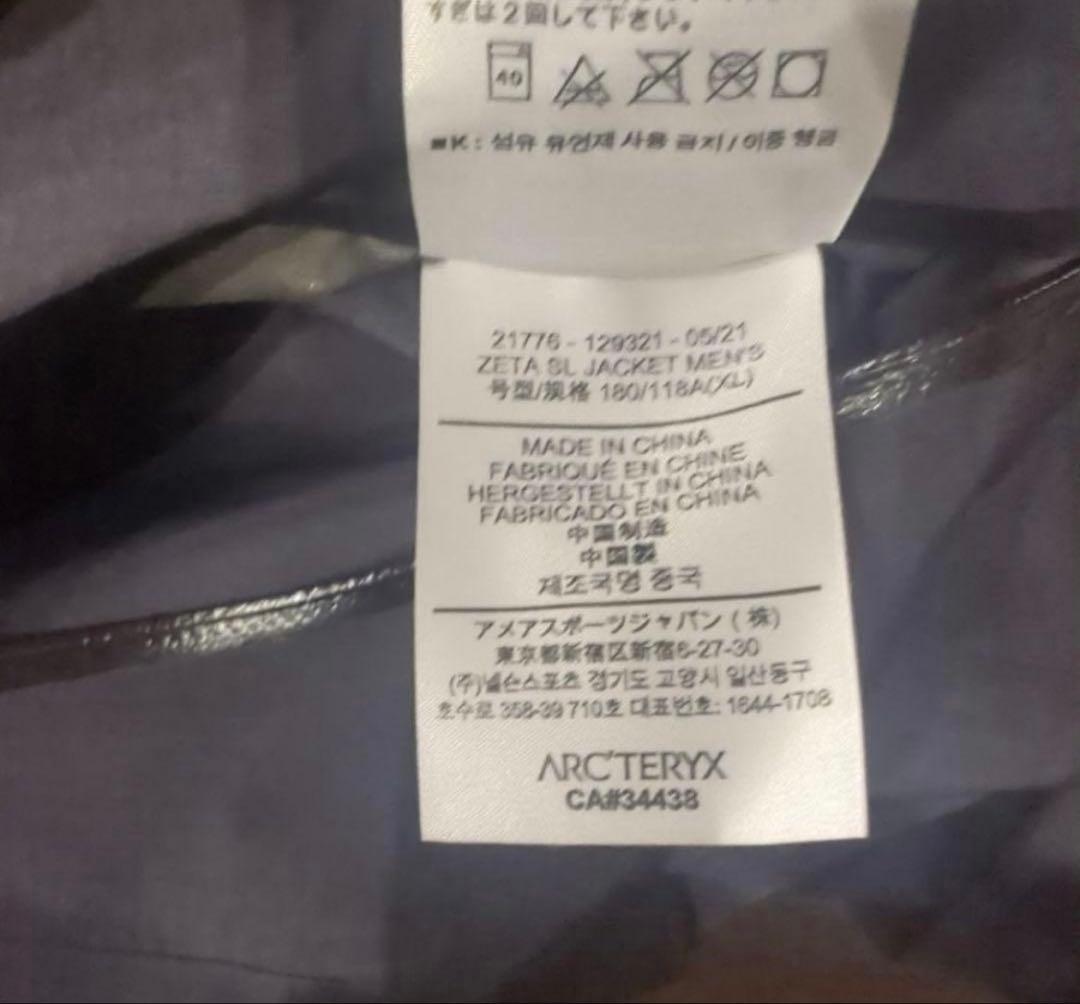 すぎは2回して下さい。
40
K : 섬유 유연제 사용 금지 / 이중 헹굼
21776 - 129321 - 05/21
ZETA SL JACKET MEN'S
号型/规格 180/118A(XL)
MADE IN CHINA
FABRIQUÉ EN CHINE
HERGESTELLT IN CHINA
FABRICADO EN CHINA
中国制造
中国製
제조국명 중국
アメアスポーツジャパン (株)
東京都新宿区新宿6-27-30
(주)넬슨스포츠 경기도 고양시 일산동구
호수로 358-39 710호 대표번호: 1644-1708
ARC'TERYX
CA#34438